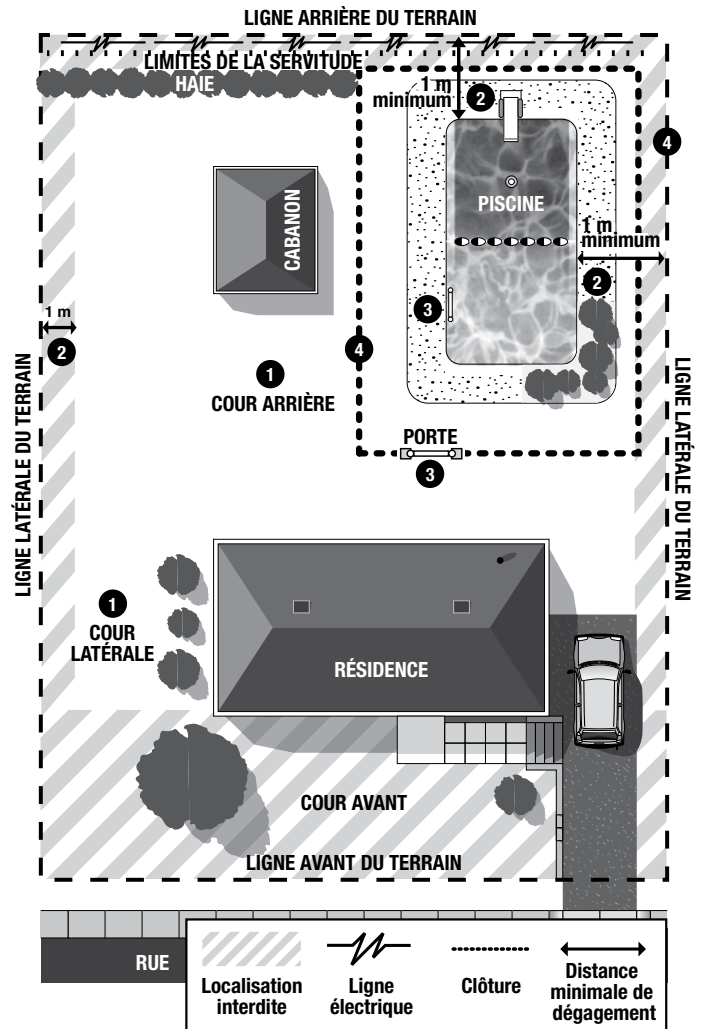 LIGNE ARRIÈRE DU TERRAIN
LIMITES DE LA SERVITUDE
HAIE
1 m
minimum
2
4
CABANON
PISCINE
1 m
minimum
2
3
1 m
2
4
1
COUR ARRIÈRE
LIGNE LATÉRALE DU TERRAIN
LIGNE LATÉRALE DU TERRAIN
PORTE
3
1
COUR
LATÉRALE
RÉSIDENCE
COUR AVANT
LIGNE AVANT DU TERRAIN
RUE
Localisation
interdite
Ligne
électrique
Clôture
Distance
minimale de
dégagement